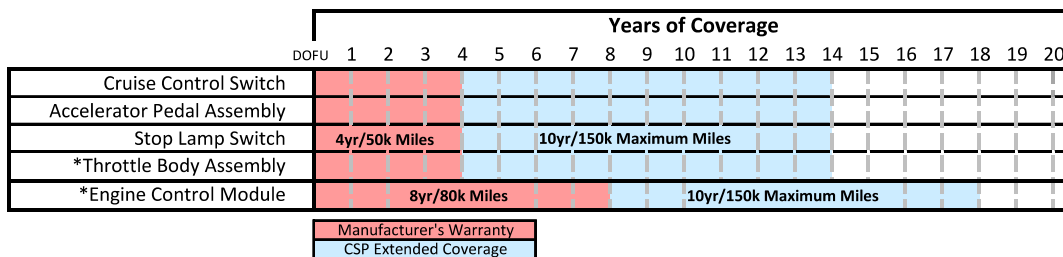 Years of Coverage
DOFU 1 2 3 4 5 6 7 8 9 10 11 12 13 14 15 16 17 18 19 20
Cruise Control Switch
Accelerator Pedal Assembly
Stop Lamp Switch 4yr/50k Miles 10yr/150k Maximum Miles
*Throttle Body Assembly
*Engine Control Module 8yr/80k Miles 10yr/150k Maximum Miles
Manufacturer's Warranty
CSP Extended Coverage